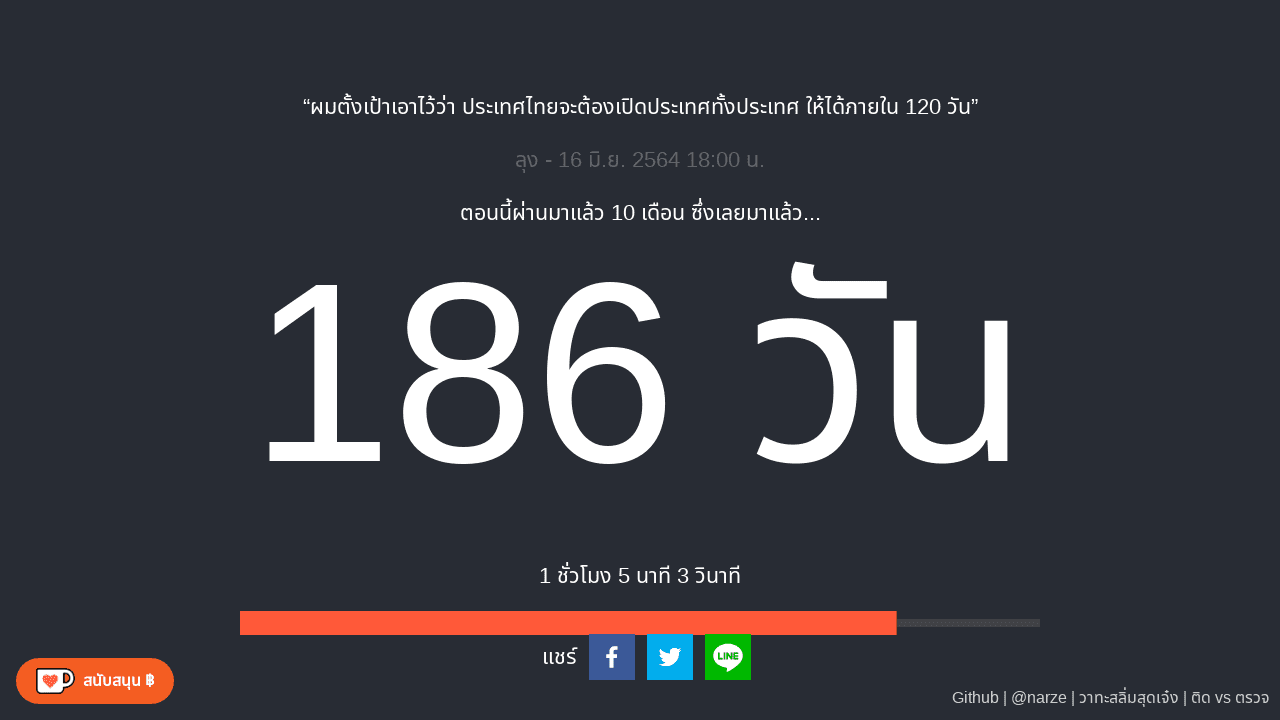 “ผมตั้งเป้าเอาไว้ว่า ประเทศไทยจะต้องเปิดประเทศทั้งประเทศ ให้ได้ภายใน 120 วัน”
ลุง - 16 มิ.ย. 2564 18:00 น.
ตอนนี้ผ่านมาแล้ว 10 เดือน ซึ่งเลยมาแล้ว...
186 วัน
1 ชั่วโมง 5 นาที 3 วินาที
แชร์
LINE
สนับสนุน ฿
Github | @narze | วาทะสลิ่มสุดเจ๋ง | ติด vs ตรวจ